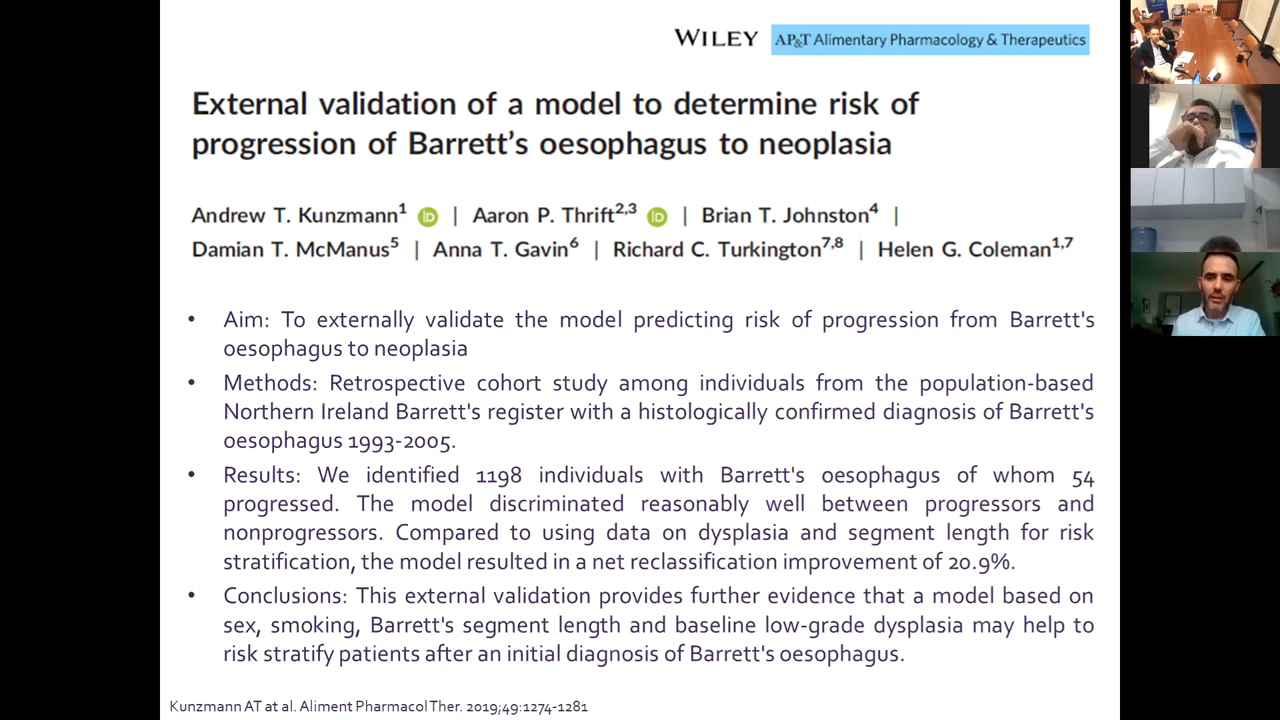 WILEY AP&T Alimentary Pharmacology & Therapeutics
External validation of a model to determine risk of
progression of Barrett's oesophagus to neoplasia
Andrew T. Kunzmann1 iD | Aaron P. Thrift2,3 iD | Brian T. Johnston4 |
Damian T. McManus5 | Anna T. Gavin6 | Richard C. Turkington7,8 | Helen G. Coleman1,7
• Aim: To externally validate the model predicting risk of progression from Barrett's
oesophagus to neoplasia
• Methods: Retrospective cohort study among individuals from the population-based
Northern Ireland Barrett's register with a histologically confirmed diagnosis of Barrett's
oesophagus 1993-2005.
• Results: We identified 1198 individuals with Barrett's oesophagus of whom 54
progressed. The model discriminated reasonably well between progressors and
nonprogressors. Compared to using data on dysplasia and segment length for risk
stratification, the model resulted in a net reclassification improvement of 20.9%.
• Conclusions: This external validation provides further evidence that a model based on
sex, smoking, Barrett's segment length and baseline low-grade dysplasia may help to
risk stratify patients after an initial diagnosis of Barrett's oesophagus.
Kunzmann AT at al. Aliment Pharmacol Ther. 2019;49:1274-1281